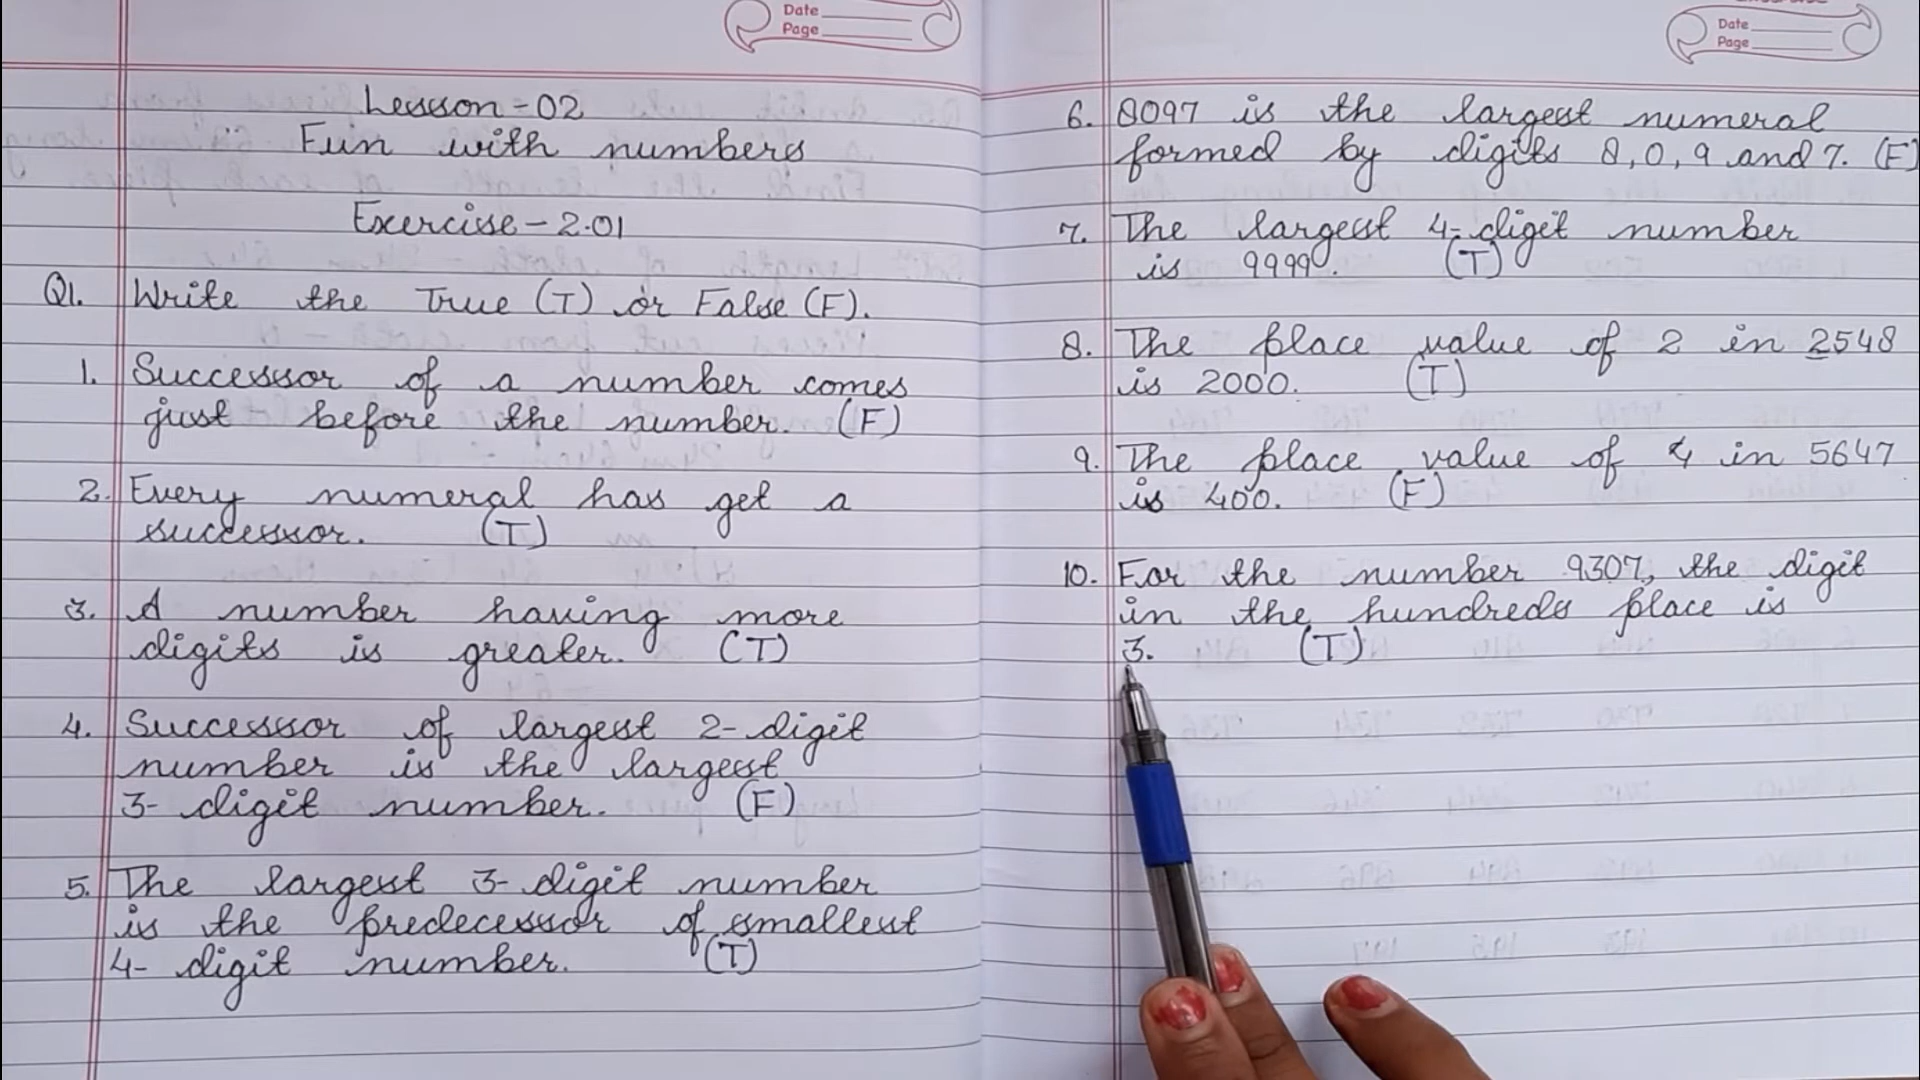 Date
Page
Lesson-02
Fun with numbers
Exercise-2.01
Q1. Write the True (T) or False (F).
1. Successor of a number comes
just before the number. (F)
2. Every numeral has get a
successor. (T)
3. A number having more
digits is greater. (T)
4. Successor of largest 2-digit
number is the largest
3-digit number. (F)
5. The largest 3-digit number
is the predecessor of smallest
4-digit number. (T)
Date
Page
6. 8097 is the largest numeral
formed by digits 8, 0, 9 and 7. (F)
7. The largest 4-digit number
is 9999. (T)
8. The place value of 2 in 2548
is 2000. (T)
9. The place value of 4 in 5647
is 400. (F)
10. For the number 9307, the digit
in the hundreds place is
3. (T)